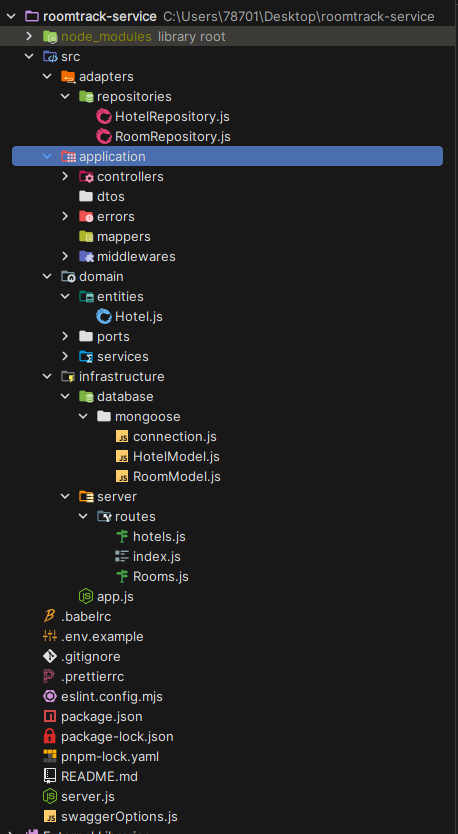 roomtrack-service C:\Users\78701\Desktop\roomtrack-service
node_modules library root
src
adapters
repositories
HotelRepository.js
RoomRepository.js
application
controllers
dtos
errors
mappers
middlewares
domain
entities
Hotel.js
ports
services
infrastructure
database
mongoose
connection.js
HotelModel.js
RoomModel.js
server
routes
hotels.js
index.js
Rooms.js
app.js
.babelrc
.env.example
.gitignore
.prettierrc
eslint.config.mjs
package.json
package-lock.json
pnpm-lock.yaml
README.md
server.js
swaggerOptions.js